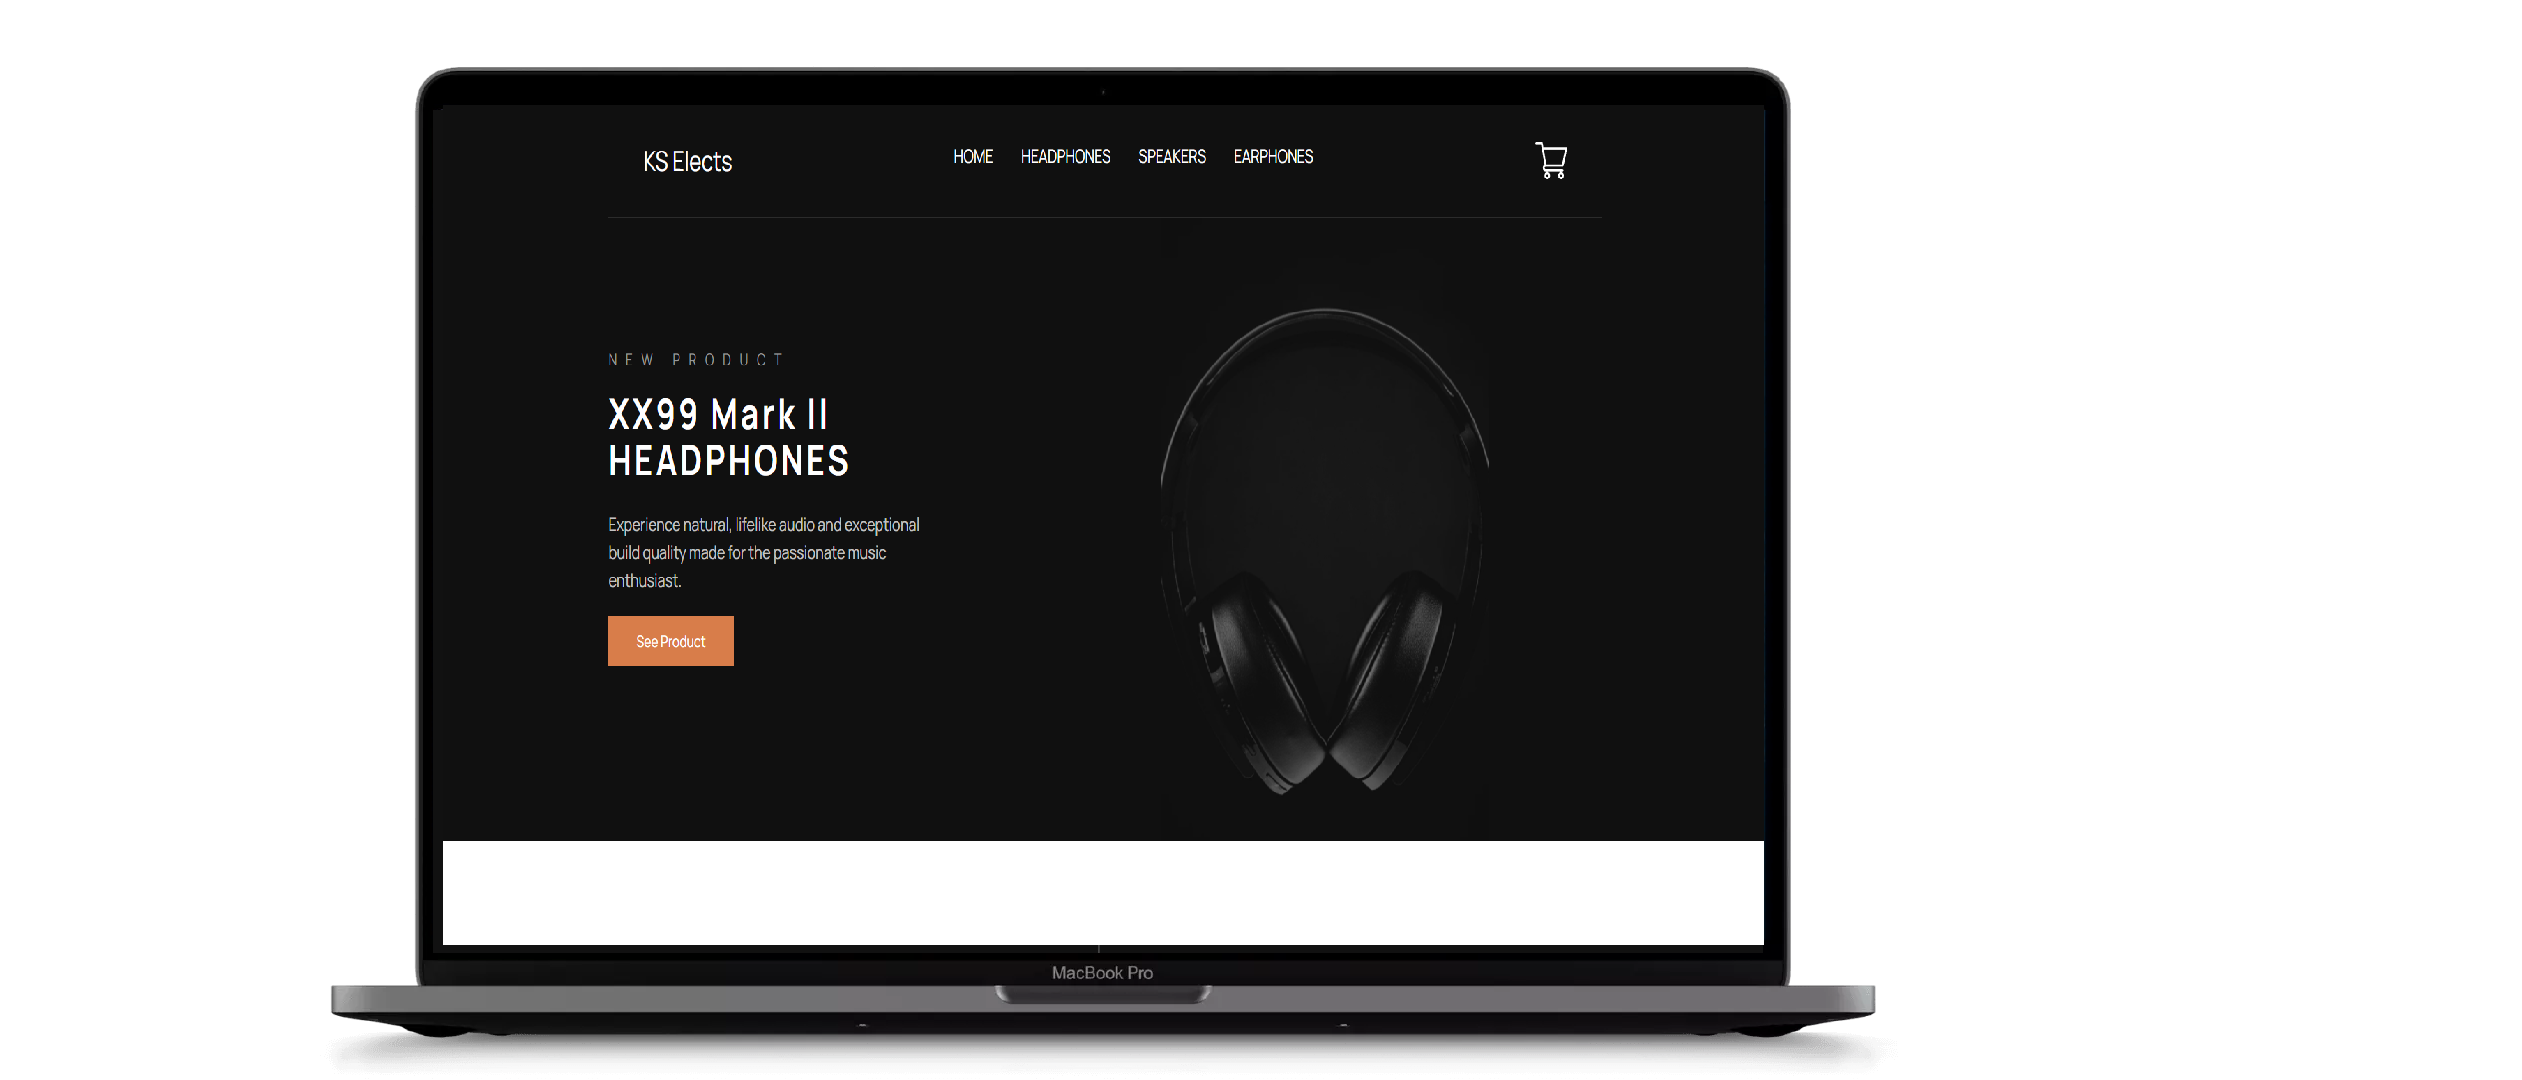 KS Elects
HOME HEADPHONES SPEAKERS EARPHONES
NEW PRODUCT
XX99 Mark II
HEADPHONES
Experience natural, lifelike audio and exceptional
build quality made for the passionate music
enthusiast.
See Product
MacBook Pro